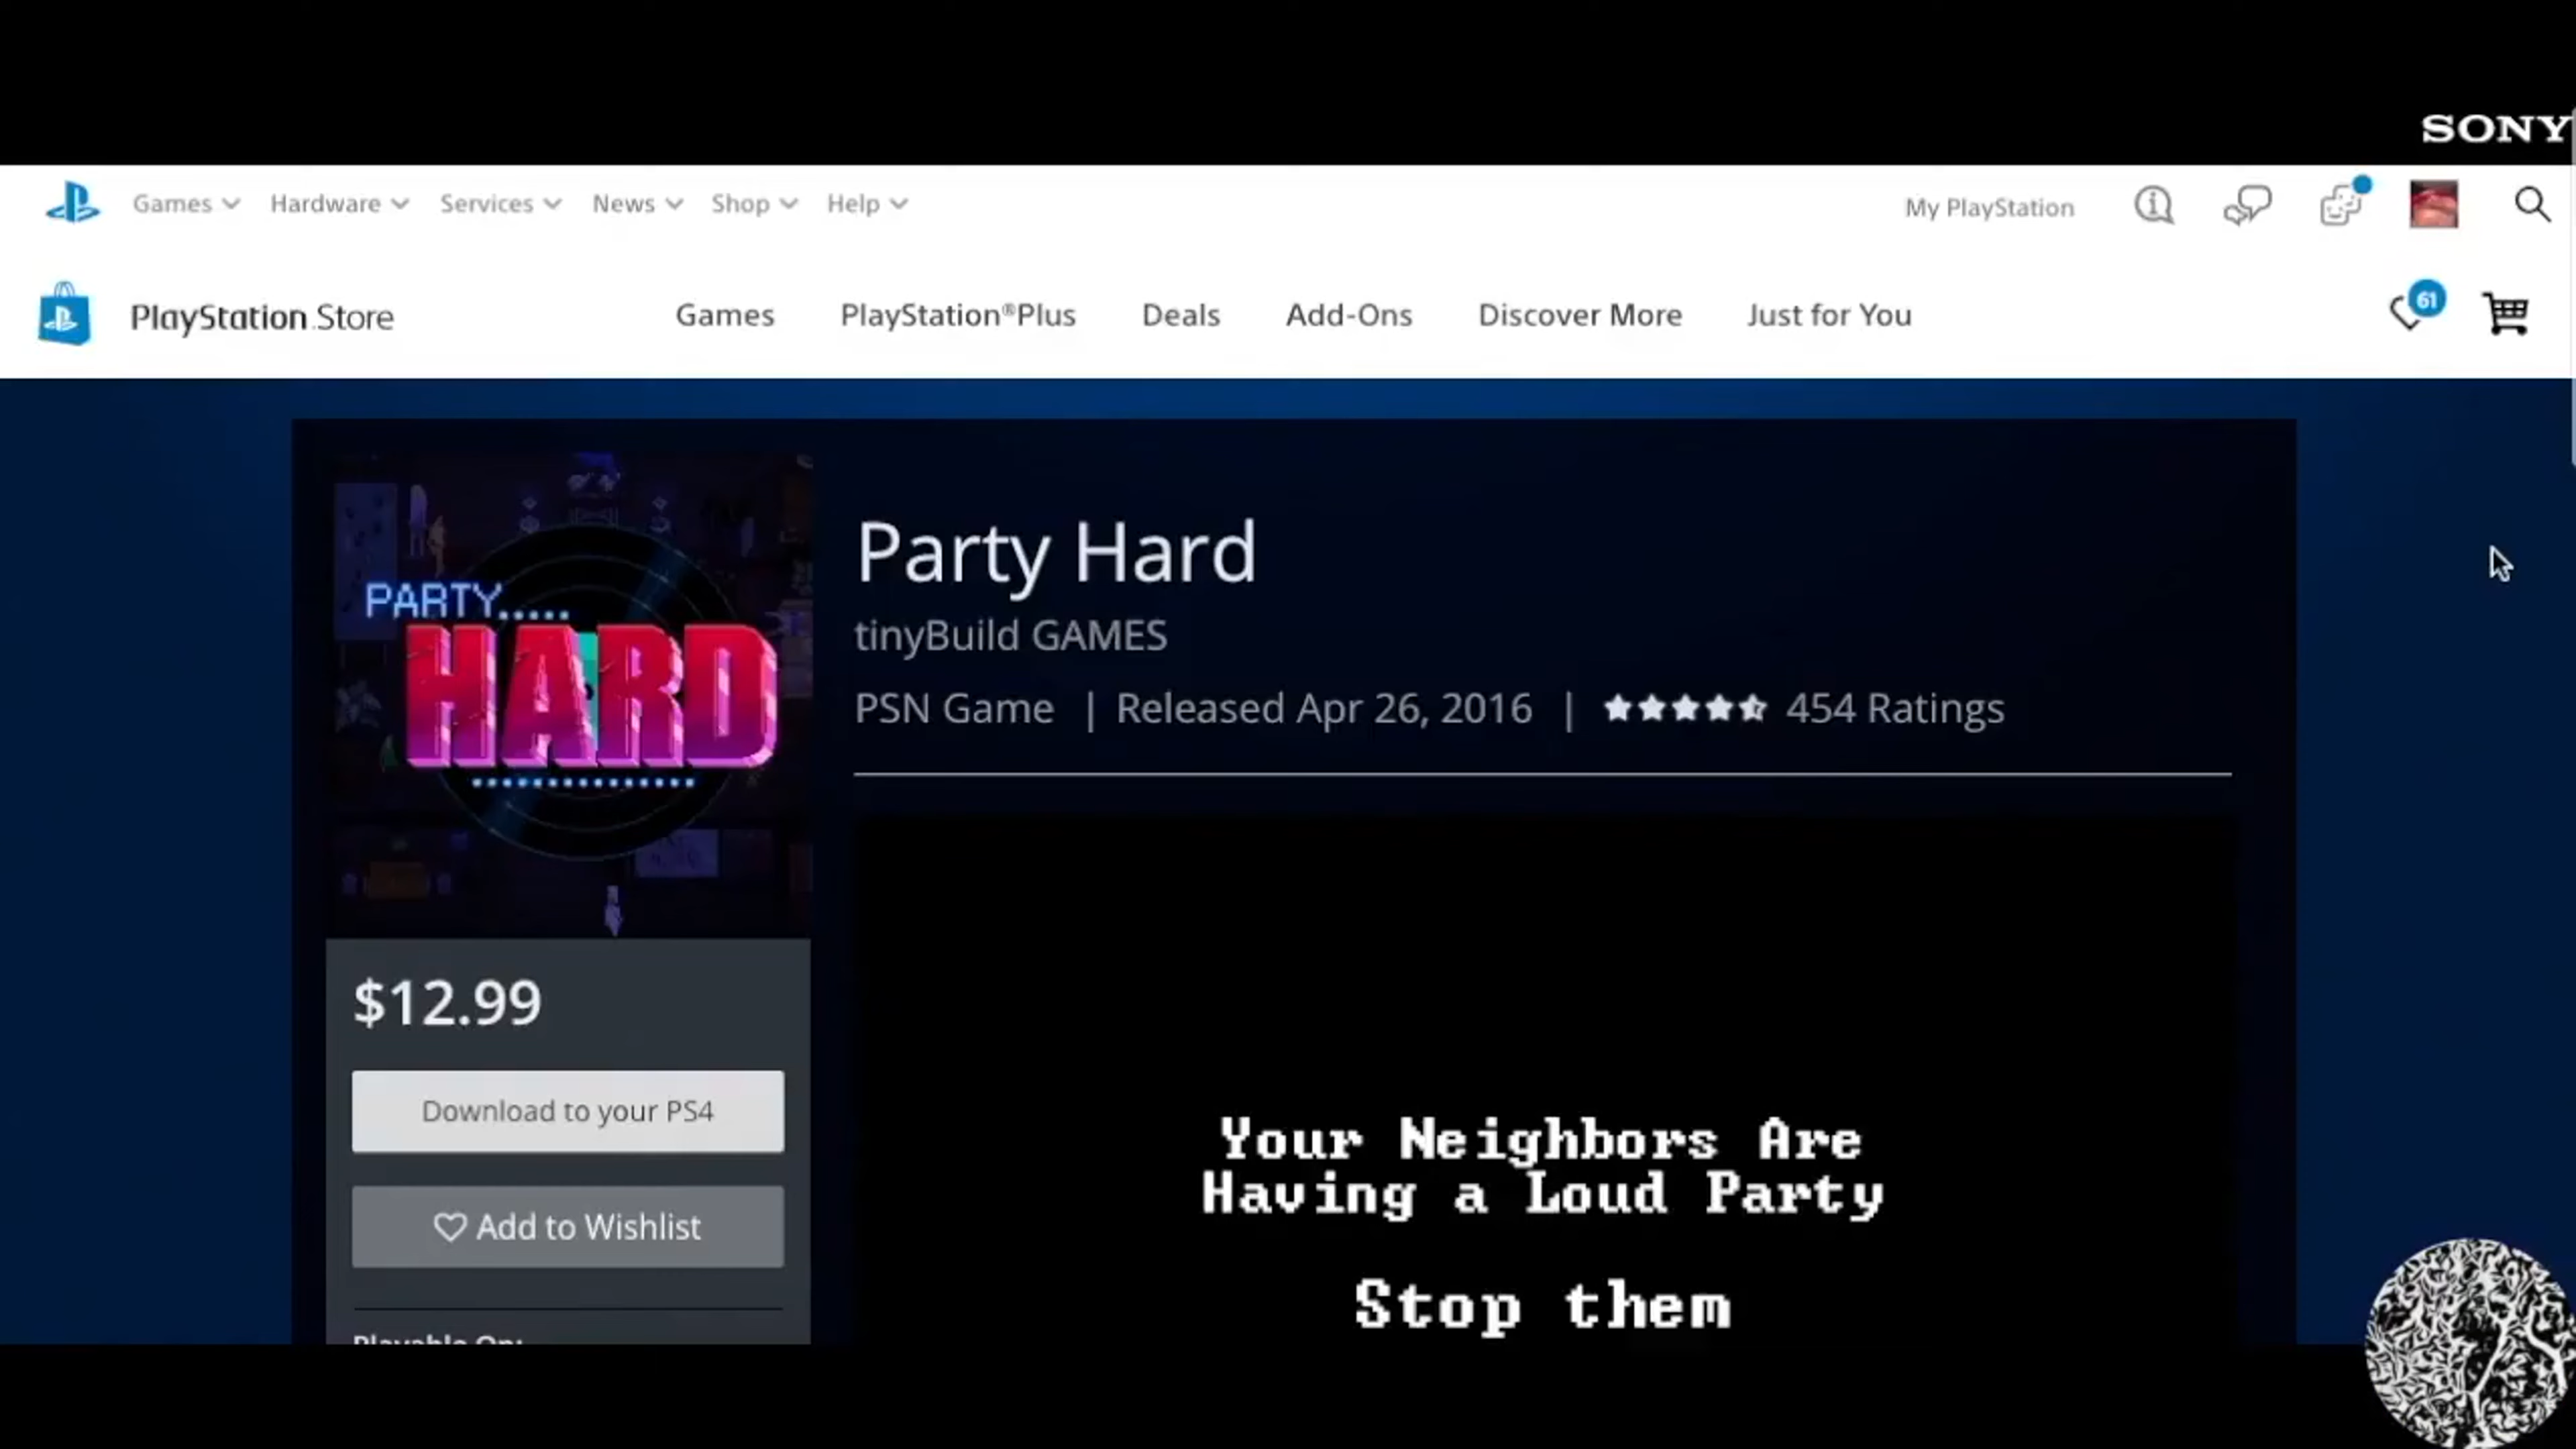 SONY
Games Hardware Services News Shop Help My PlayStation
PlayStation Store Games PlayStation®Plus Deals Add-Ons Discover More Just for You 61
PARTY.....
HARD
Party Hard
tinyBuild GAMES
PSN Game | Released Apr 26, 2016 | 454 Ratings
$12.99
Download to your PS4
Add to Wishlist
Playable On:
Your Neighbors Are
Having a Loud Party
Stop them